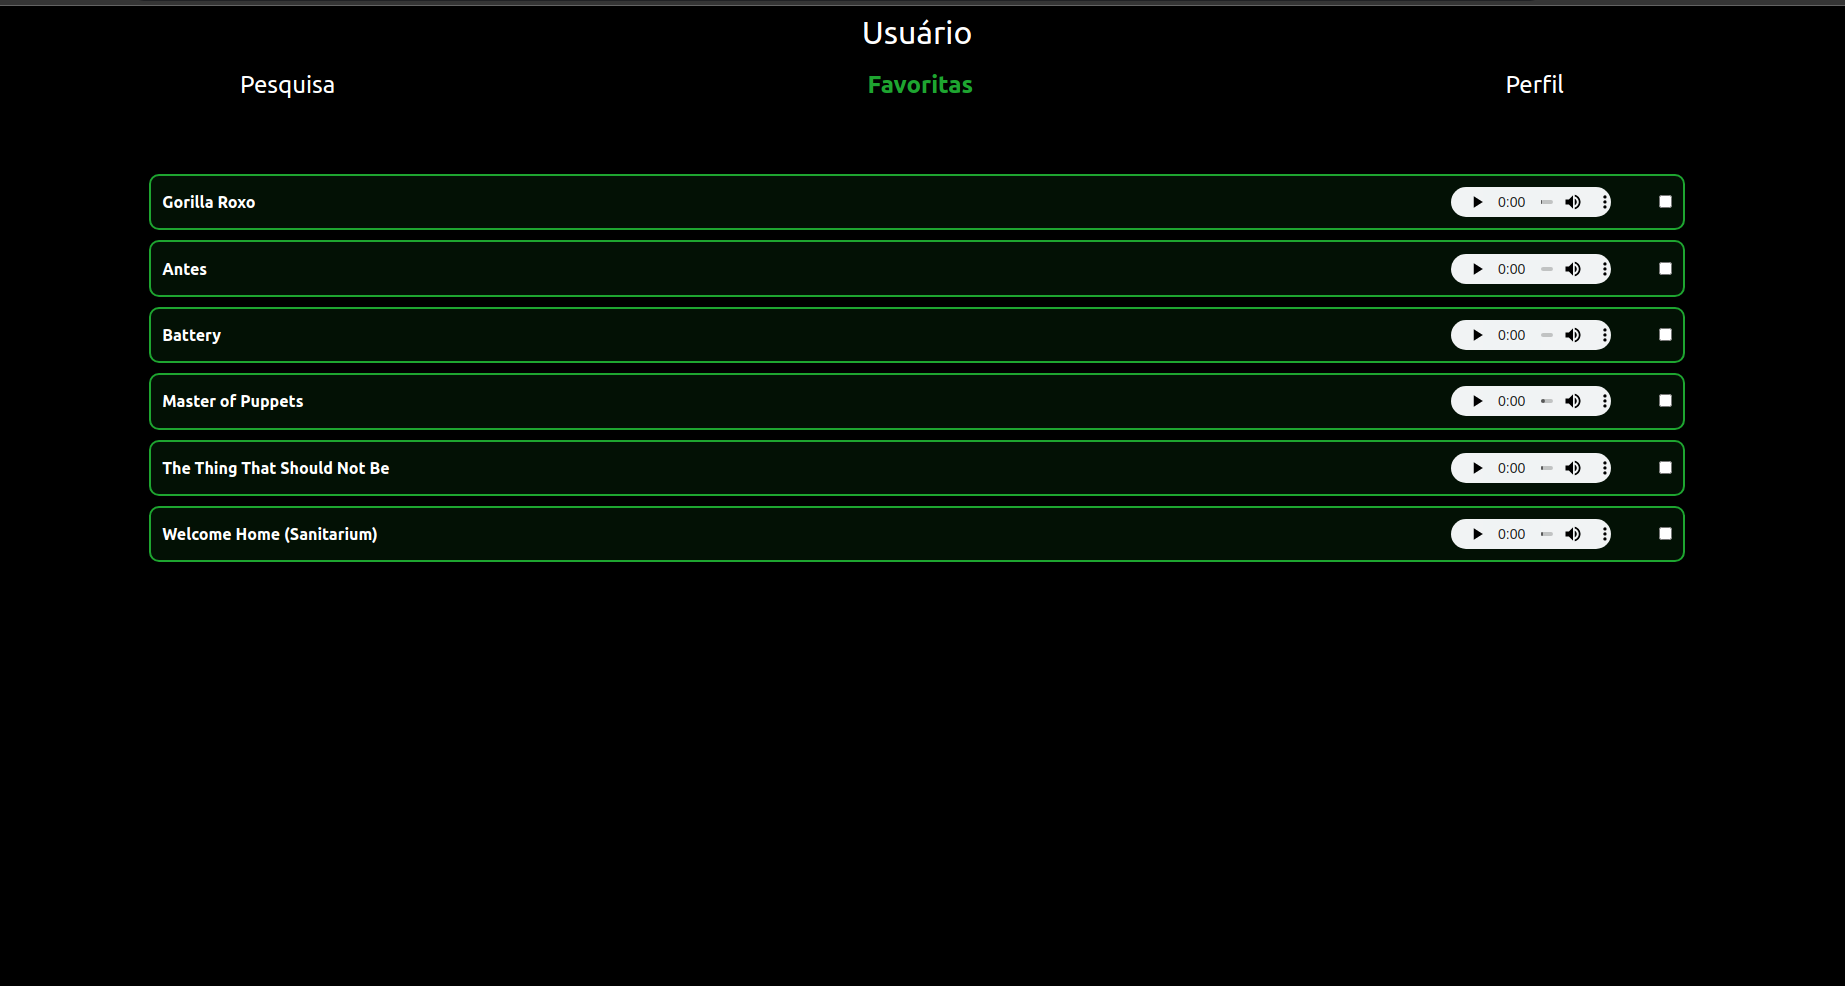 Usuário
Pesquisa Favoritas Perfil
Gorilla Roxo 0:00
Antes 0:00
Battery 0:00
Master of Puppets 0:00
The Thing That Should Not Be 0:00
Welcome Home (Sanitarium) 0:00